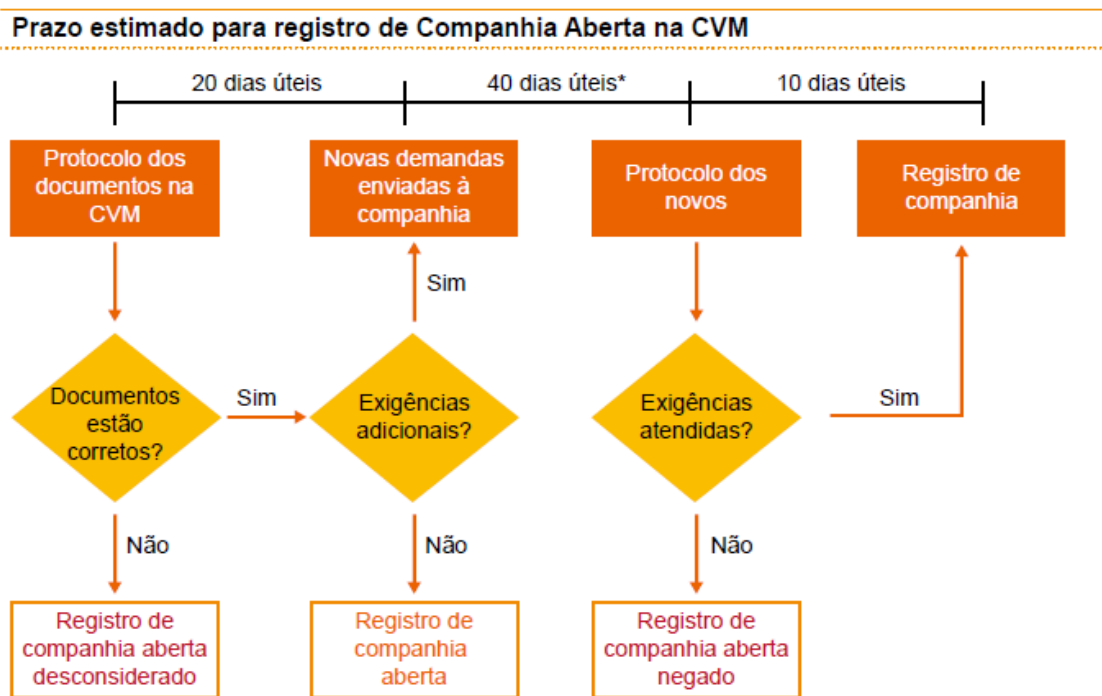 Prazo estimado para registro de Companhia Aberta na CVM
20 dias úteis
40 dias úteis*
10 dias úteis
Protocolo dos
documentos na
CVM
Novas demandas
enviadas à
companhia
Protocolo dos
novos
Registro de
companhia
Sim
Documentos
estão
corretos?
Sim
Exigências
adicionais?
Exigências
atendidas?
Sim
Não
Não
Não
Registro de
companhia aberta
desconsiderado
Registro de
companhia
aberta
Registro de
companhia aberta
negado